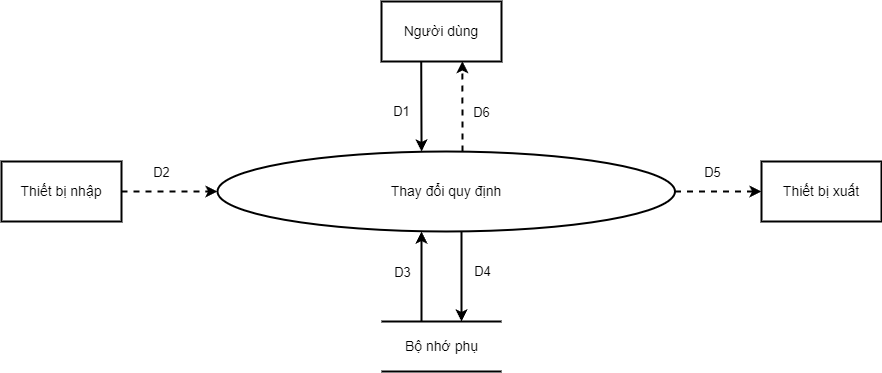 Người dùng
D1
D6
Thiết bị nhập
D2
Thay đổi quy định
D5
Thiết bị xuất
D3
D4
Bộ nhớ phụ